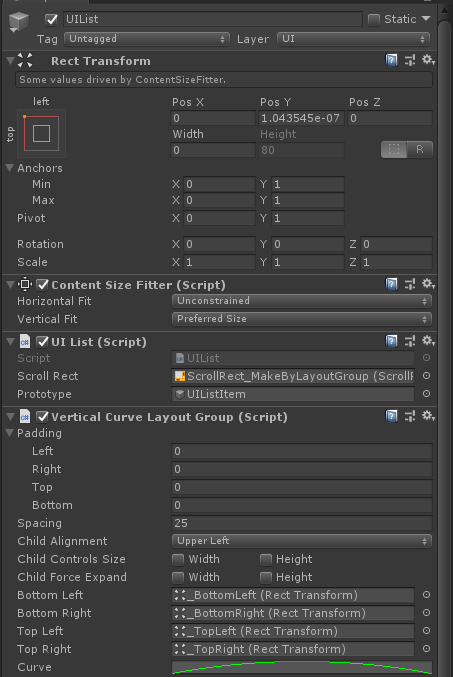 UIList Static
Tag Untagged Layer UI
Rect Transform
Some values driven by ContentSizeFitter.
left Pos X Pos Y Pos Z
top 0 1.043545e-07 0
Width Height
0 80 R
Anchors
Min X 0 Y 1
Max X 0 Y 1
Pivot X 0 Y 1
Rotation X 0 Y 0 Z 0
Scale X 1 Y 1 Z 1
Content Size Fitter (Script)
Horizontal Fit Unconstrained
Vertical Fit Preferred Size
UI List (Script)
Script UIList
Scroll Rect ScrollRect_MakeByLayoutGroup (ScrollR
Prototype UIListItem
Vertical Curve Layout Group (Script)
Padding
Left 0
Right 0
Top 0
Bottom 0
Spacing 25
Child Alignment Upper Left
Child Controls Size Width Height
Child Force Expand Width Height
Bottom Left _BottomLeft (Rect Transform)
Bottom Right _BottomRight (Rect Transform)
Top Left _TopLeft (Rect Transform)
Top Right _TopRight (Rect Transform)
Curve